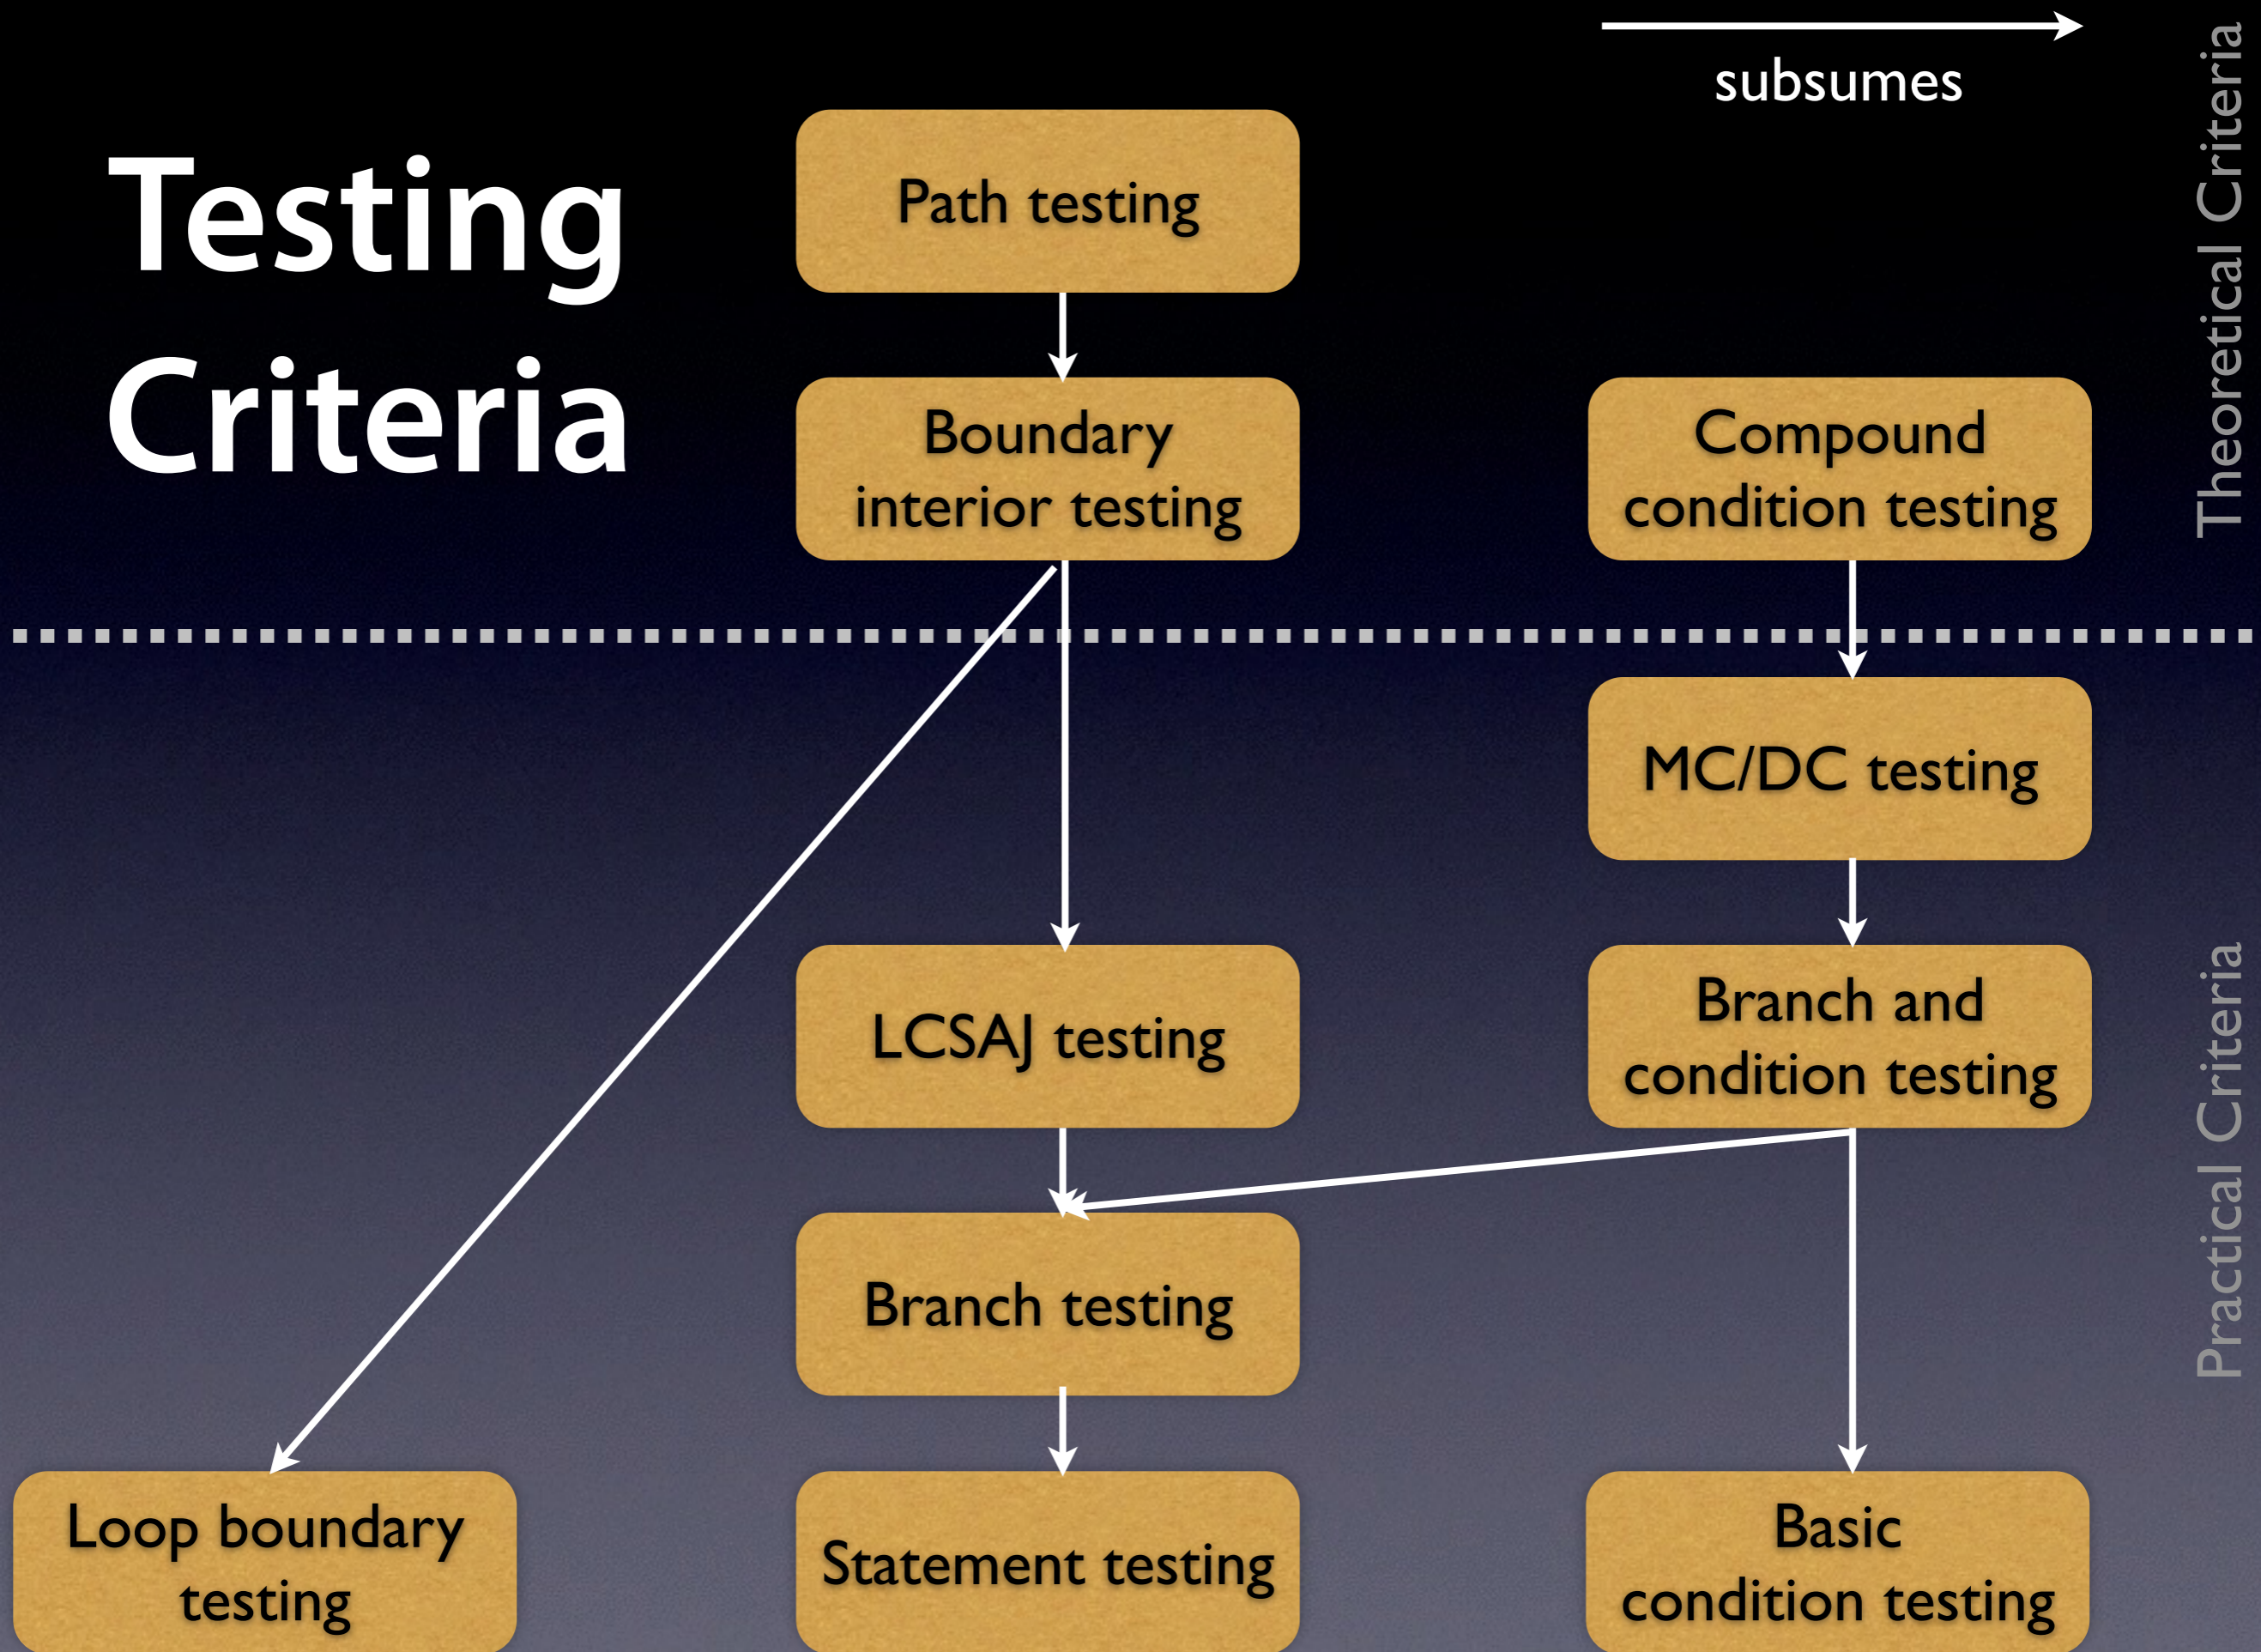 subsumes
Testing
Criteria
Path testing
Boundary
interior testing
Compound
condition testing
Theoretical Criteria
MC/DC testing
LCSAJ testing
Branch and
condition testing
Branch testing
Practical Criteria
Loop boundary
testing
Statement testing
Basic
condition testing